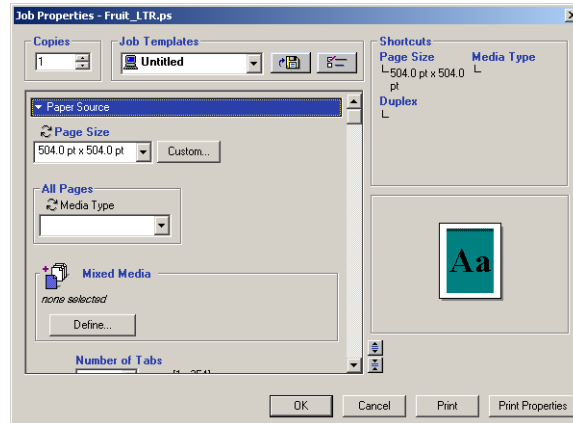 Job Properties - Fruit_LTR.ps
Copies
1
Job Templates
Untitled
Shortcuts
Page Size
504.0 pt x 504.0
pt
Media Type
Duplex
Paper Source
Page Size
504.0 pt x 504.0 pt
Custom...
All Pages
Media Type
Mixed Media
none selected
Define...
Number of Tabs
Aa
OK
Cancel
Print
Print Properties